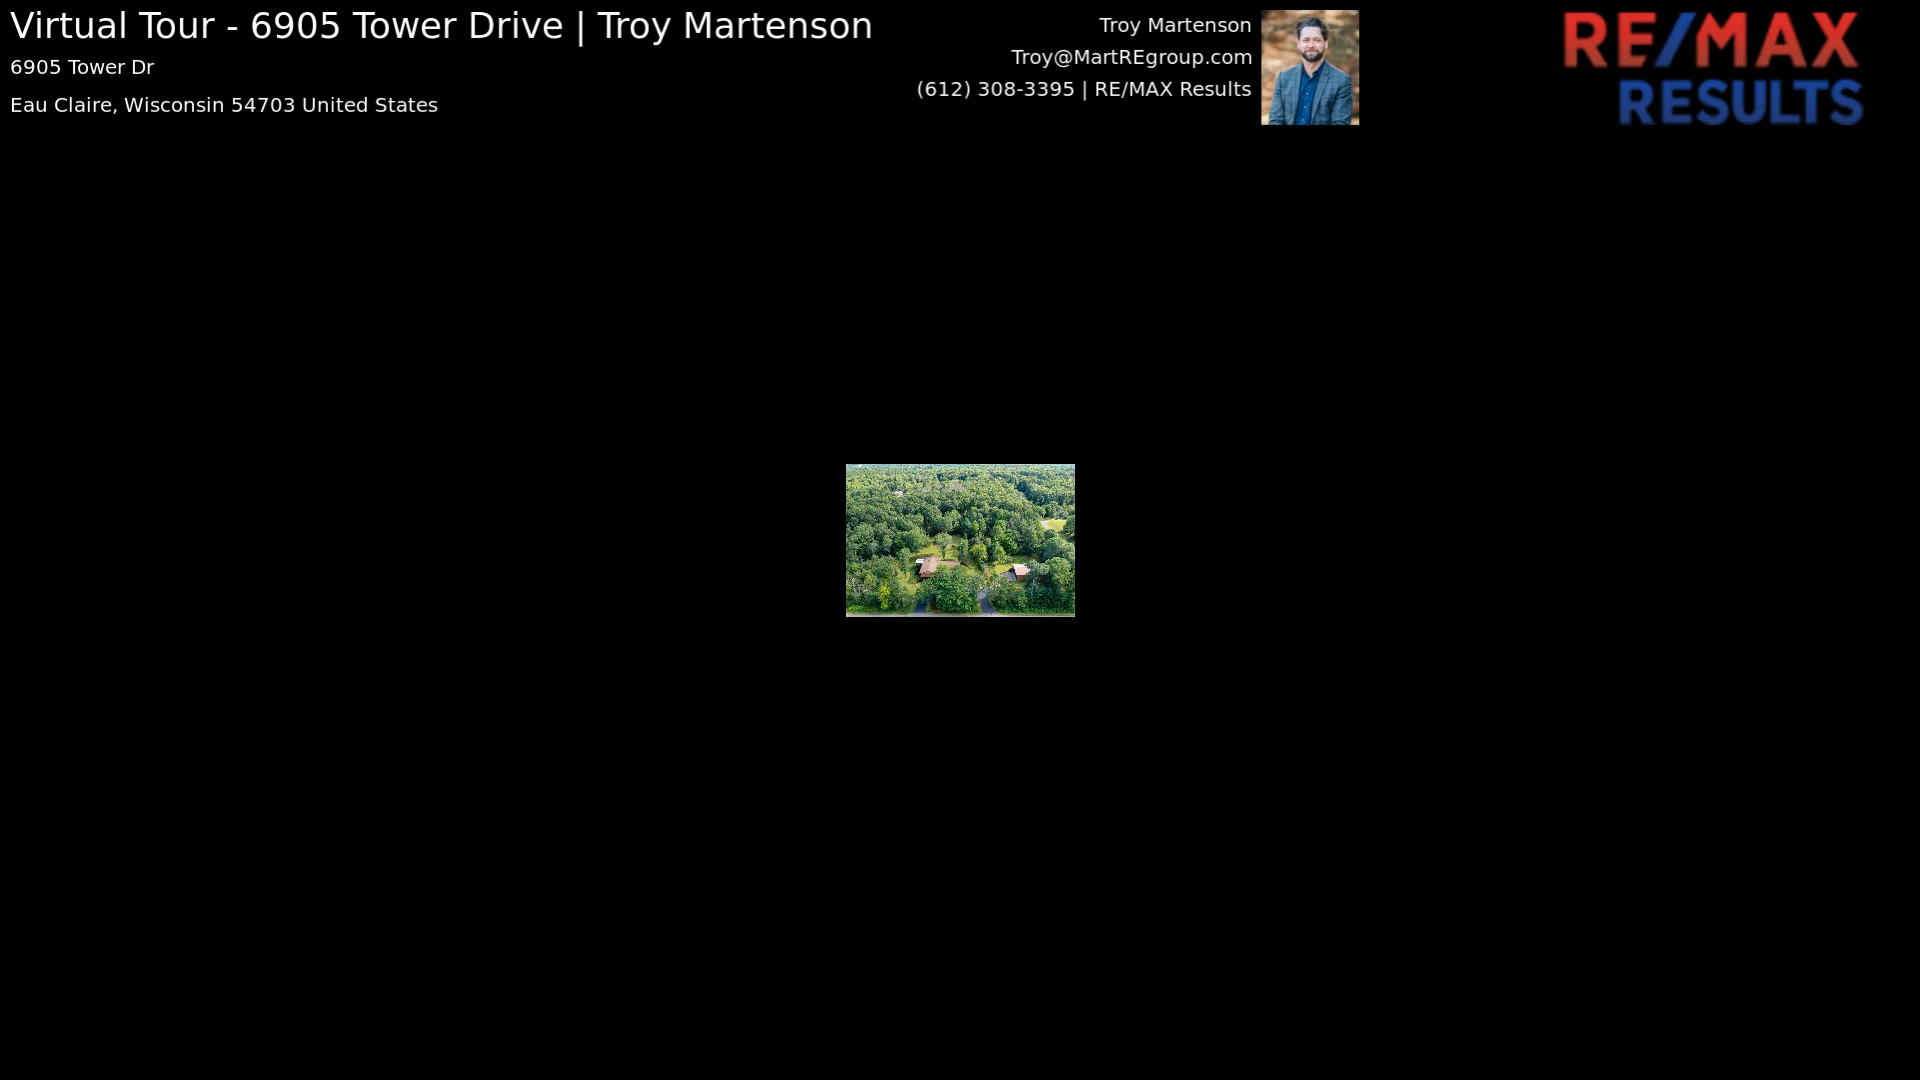 Virtual Tour - 6905 Tower Drive | Troy Martenson
6905 Tower Dr
Eau Claire, Wisconsin 54703 United States
Troy Martenson
Troy@MartREgroup.com
(612) 308-3395 | RE/MAX Results
RE/MAX
RESULTS